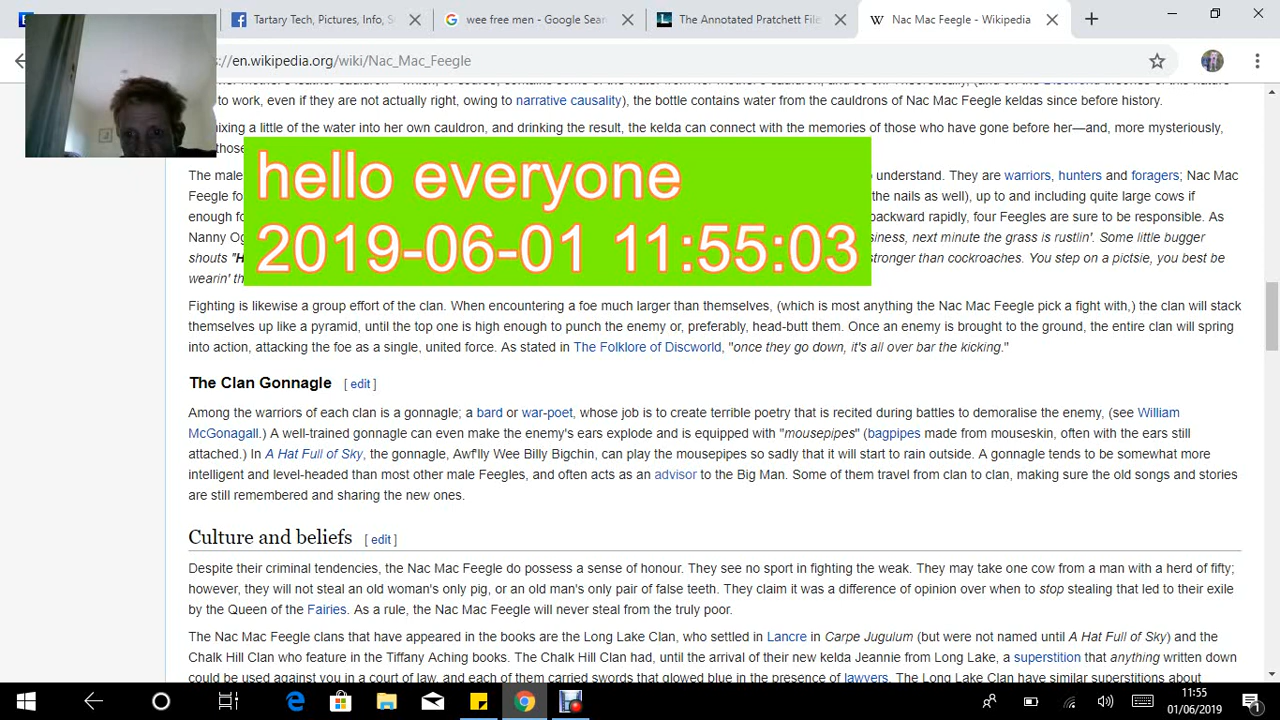 Tartary Tech, Pictures, Info, S
wee free men - Google Sear
The Annotated Pratchett File
Nac Mac Feegle - Wikipedia
://en.wikipedia.org/wiki/Nac_Mac_Feegle
to work, even if they are not actually right, owing to narrative causality), the bottle contains water from the cauldrons of Nac Mac Feegle keldas since before history.
mixing a little of the water into her own cauldron, and drinking the result, the kelda can connect with the memories of those who have gone before her—and, more mysteriously,
those
The male
understand. They are warriors, hunters and foragers; Nac Mac
Feegle fo
the nails as well), up to and including quite large cows if
enough fo
backward rapidly, four Feegles are sure to be responsible. As
Nanny Og
siness, next minute the grass is rustlin'. Some little bugger
shouts "H
stronger than cockroaches. You step on a pictsie, you best be
wearin' th
hello everyone
2019-06-01 11:55:03
Fighting is likewise a group effort of the clan. When encountering a foe much larger than themselves, (which is most anything the Nac Mac Feegle pick a fight with,) the clan will stack
themselves up like a pyramid, until the top one is high enough to punch the enemy or, preferably, head-butt them. Once an enemy is brought to the ground, the entire clan will spring
into action, attacking the foe as a single, united force. As stated in The Folklore of Discworld, "once they go down, it's all over bar the kicking."
The Clan Gonnagle [ edit ]
Among the warriors of each clan is a gonnagle; a bard or war-poet, whose job is to create terrible poetry that is recited during battles to demoralise the enemy, (see William
McGonagall.) A well-trained gonnagle can even make the enemy's ears explode and is equipped with "mousepipes" (bagpipes made from mouseskin, often with the ears still
attached.) In A Hat Full of Sky, the gonnagle, Awf'lly Wee Billy Bigchin, can play the mousepipes so sadly that it will start to rain outside. A gonnagle tends to be somewhat more
intelligent and level-headed than most other male Feegles, and often acts as an advisor to the Big Man. Some of them travel from clan to clan, making sure the old songs and stories
are still remembered and sharing the new ones.
Culture and beliefs [ edit ]
Despite their criminal tendencies, the Nac Mac Feegle do possess a sense of honour. They see no sport in fighting the weak. They may take one cow from a man with a herd of fifty;
however, they will not steal an old woman's only pig, or an old man's only pair of false teeth. They claim it was a difference of opinion over when to stop stealing that led to their exile
by the Queen of the Fairies. As a rule, the Nac Mac Feegle will never steal from the truly poor.
The Nac Mac Feegle clans that have appeared in the books are the Long Lake Clan, who settled in Lancre in Carpe Jugulum (but were not named until A Hat Full of Sky) and the
Chalk Hill Clan who feature in the Tiffany Aching books. The Chalk Hill Clan had, until the arrival of their new kelda Jeannie from Long Lake, a superstition that anything written down
could be used against you in a court of law, and each of them carried swords that glowed blue in the presence of lawyers. The Long Lake Clan have similar superstitions about
11:55
01/06/2019